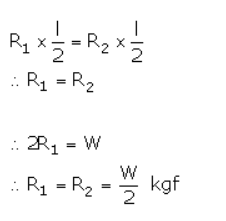 R₁ × l/2 = R₂ × l/2
∴ R₁ = R₂
∴ 2R₁ = W
∴ R₁ = R₂ = W/2 kgf